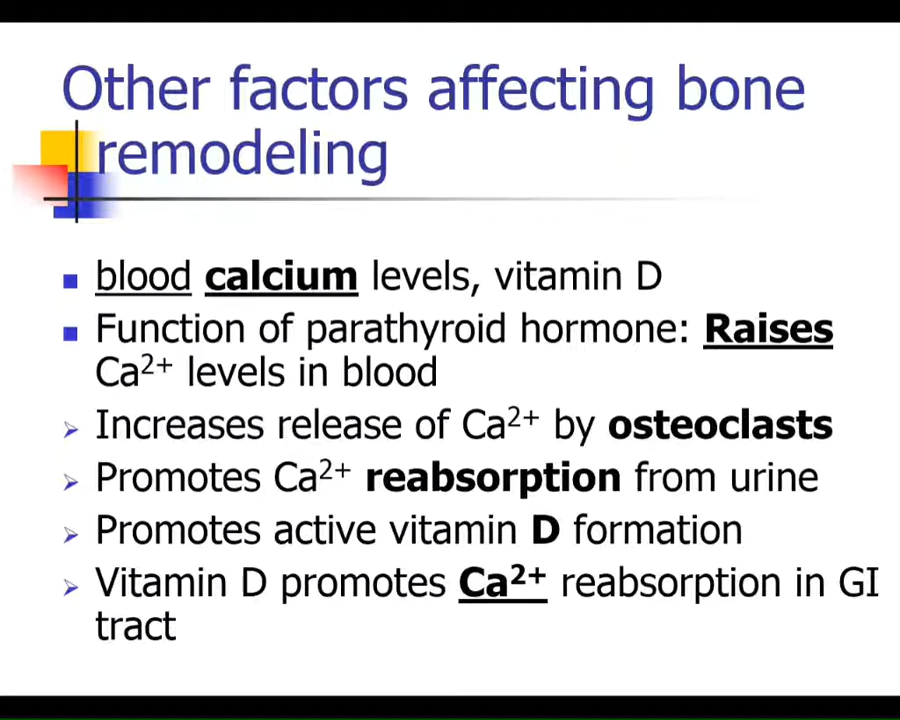 Other factors affecting bone
remodeling
blood calcium levels, vitamin D
Function of parathyroid hormone: Raises
Ca²⁺ levels in blood
Increases release of Ca²⁺ by osteoclasts
Promotes Ca²⁺ reabsorption from urine
Promotes active vitamin D formation
Vitamin D promotes Ca²⁺ reabsorption in GI
tract